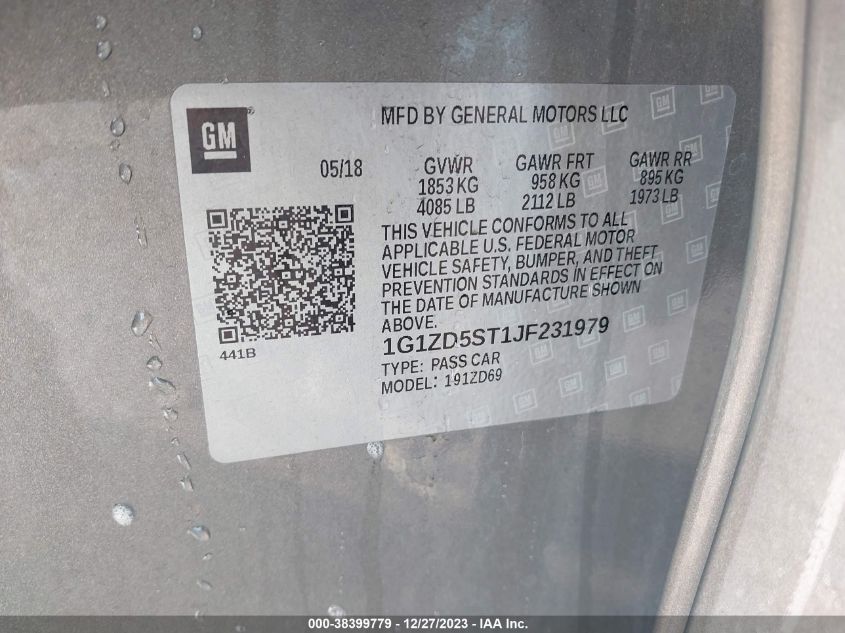 MFD BY GENERAL MOTORS LLC
GM
05/18 GVWR GAWR FRT GAWR RR
1853 KG 958 KG 895 KG
4085 LB 2112 LB 1973 LB
THIS VEHICLE CONFORMS TO ALL
APPLICABLE U.S. FEDERAL MOTOR
VEHICLE SAFETY, BUMPER, AND THEFT
PREVENTION STANDARDS IN EFFECT ON
THE DATE OF MANUFACTURE SHOWN
ABOVE.
441B
1G1ZD5ST1JF231979
TYPE: PASS CAR
MODEL: 191ZD69
000-38399779 - 12/27/2023 - IAA Inc.